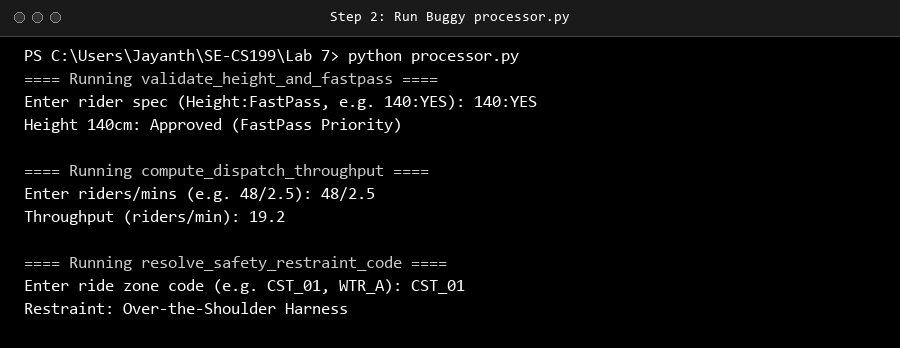 Step 2: Run Buggy processor.py
PS C:\Users\Jayanth\SE-CS199\Lab 7> python processor.py
==== Running validate_height_and_fastpass ====
Enter rider spec (Height:FastPass, e.g. 140:YES): 140:YES
Height 140cm: Approved (FastPass Priority)
==== Running compute_dispatch_throughput ====
Enter riders/mins (e.g. 48/2.5): 48/2.5
Throughput (riders/min): 19.2
==== Running resolve_safety_restraint_code ====
Enter ride zone code (e.g. CST_01, WTR_A): CST_01
Restraint: Over-the-Shoulder Harness